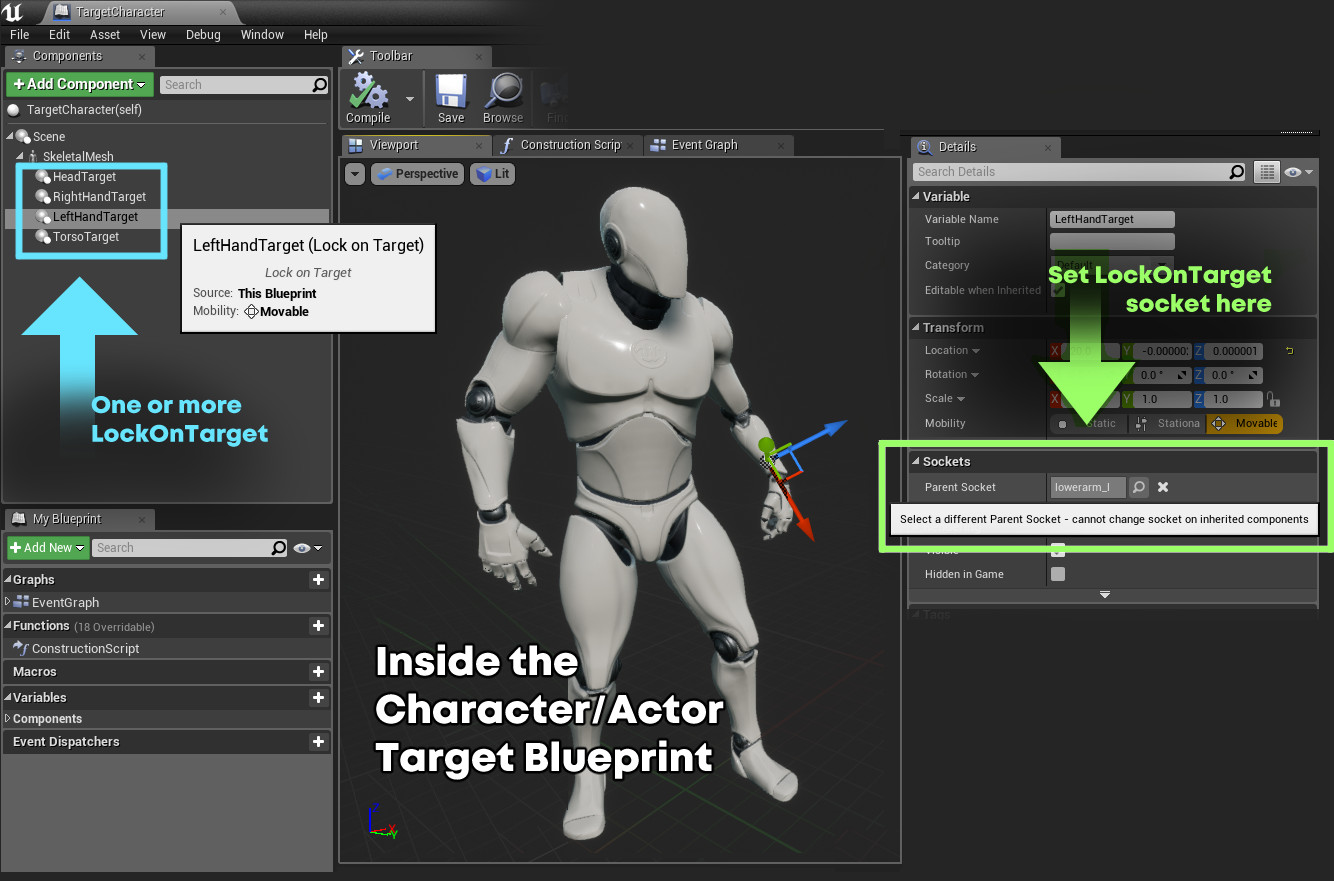 TargetCharacter
File Edit Asset View Debug Window Help
Components
Toolbar
Add Component
Search
Compile
Save
Browse
TargetCharacter(self)
Scene
SkeletalMesh
HeadTarget
RightHandTarget
LeftHandTarget
TorsoTarget
LeftHandTarget (Lock on Target)
Lock on Target
Source: This Blueprint
Mobility: Movable
One or more
LockOnTarget
My Blueprint
Add New
Search
Graphs
EventGraph
Functions (18 Overridable)
ConstructionScript
Macros
Variables
Components
Event Dispatchers
Viewport
Construction Scrip
Event Graph
Perspective
Lit
Inside the
Character/Actor
Target Blueprint
X
Y
Details
Search Details
Variable
Variable Name LeftHandTarget
Tooltip
Category Default
Editable when Inherited
Set LockOnTarget
socket here
Transform
Location X Y -0.00000 Z 0.000001
Rotation 0.0 ° Z 0.0 °
Scale X Y 1.0 Z 1.0
Mobility Static Stationa Movable
Sockets
Parent Socket lowerarm_l
Select a different Parent Socket - cannot change socket on inherited components
Visible
Hidden in Game
Tags